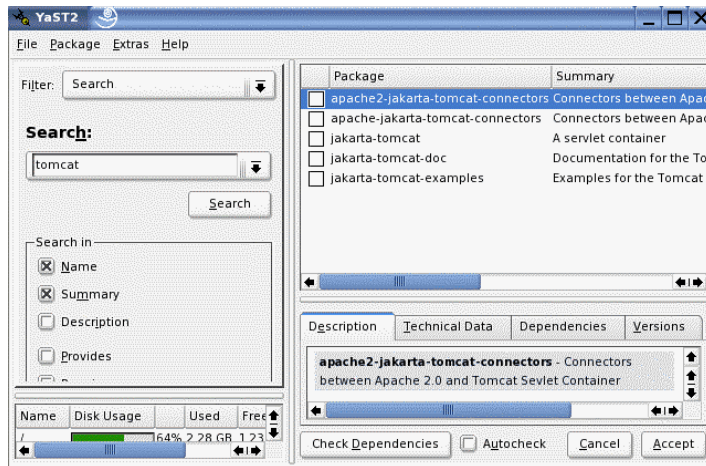 YaST2
File Package Extras Help
Filter: Search
Search:
tomcat
Search
Search in
Name
Summary
Description
Provides
Name Disk Usage Used Free
/ 64% 2.28 GB 1.23
Package Summary
apache2-jakarta-tomcat-connectors Connectors between Apac
apache-jakarta-tomcat-connectors Connectors between Apac
jakarta-tomcat A servlet container
jakarta-tomcat-doc Documentation for the To
jakarta-tomcat-examples Examples for the Tomcat
Description Technical Data Dependencies Versions
apache2-jakarta-tomcat-connectors - Connectors
between Apache 2.0 and Tomcat Sevlet Container
Check Dependencies Autocheck Cancel Accept